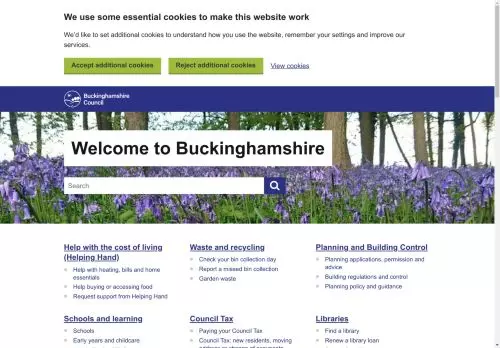 We use some essential cookies to make this website work
We'd like to set additional cookies to understand how you use the website, remember your settings and improve our
services.
Accept additional cookies Reject additional cookies View cookies
Buckinghamshire
Council
Welcome to Buckinghamshire
Search
Help with the cost of living
(Helping Hand)
Help with heating, bills and home
essentials
Help buying or accessing food
Request support from Helping Hand
Waste and recycling
Check your bin collection day
Report a missed bin collection
Garden waste
Planning and Building Control
Planning applications, permission and
advice
Building regulations and control
Planning policy and guidance
Schools and learning
Schools
Early years and childcare
Council Tax
Paying your Council Tax
Council Tax: new residents, moving
Libraries
Find a library
Renew a library loan